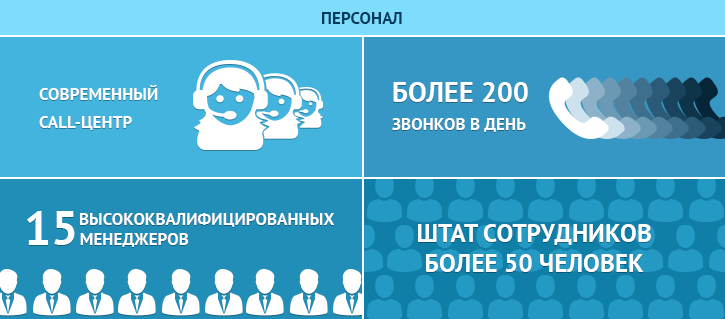 ПЕРСОНАЛ
СОВРЕМЕННЫЙ
CALL-ЦЕНТР
БОЛЕЕ 200
ЗВОНКОВ В ДЕНЬ
15 ВЫСОКОКВАЛИФИЦИРОВАННЫХ
МЕНЕДЖЕРОВ
ШТАТ СОТРУДНИКОВ
БОЛЕЕ 50 ЧЕЛОВЕК